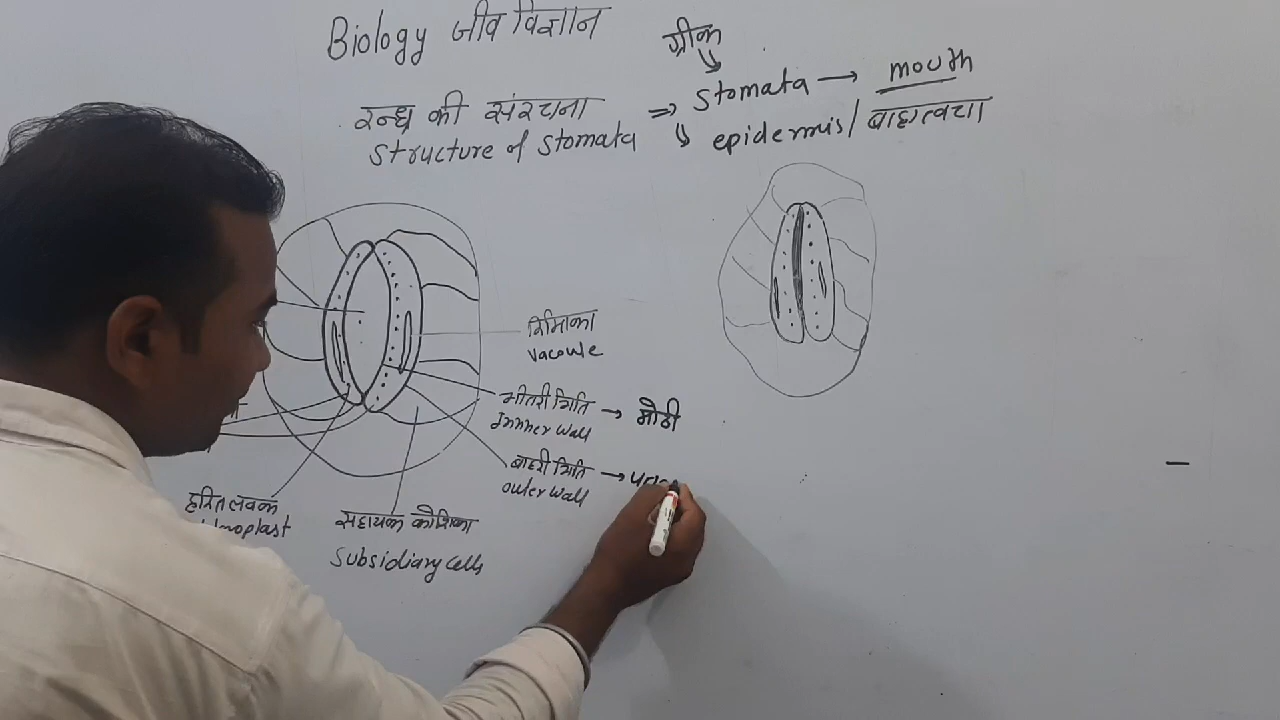 Biology जीव विज्ञान
ग्रीक
रन्ध्र की संरचना ⇒ Stomata → mouth
Structure of Stomata epidermis / बाह्यत्वचा
रिक्तिका
Vacoule
भीतरी भित्ति → मोटी
Innner wall
बाहरी भित्ति →
outer wall
हरित लवक
सहायक कोशिका
Subsidiary cells